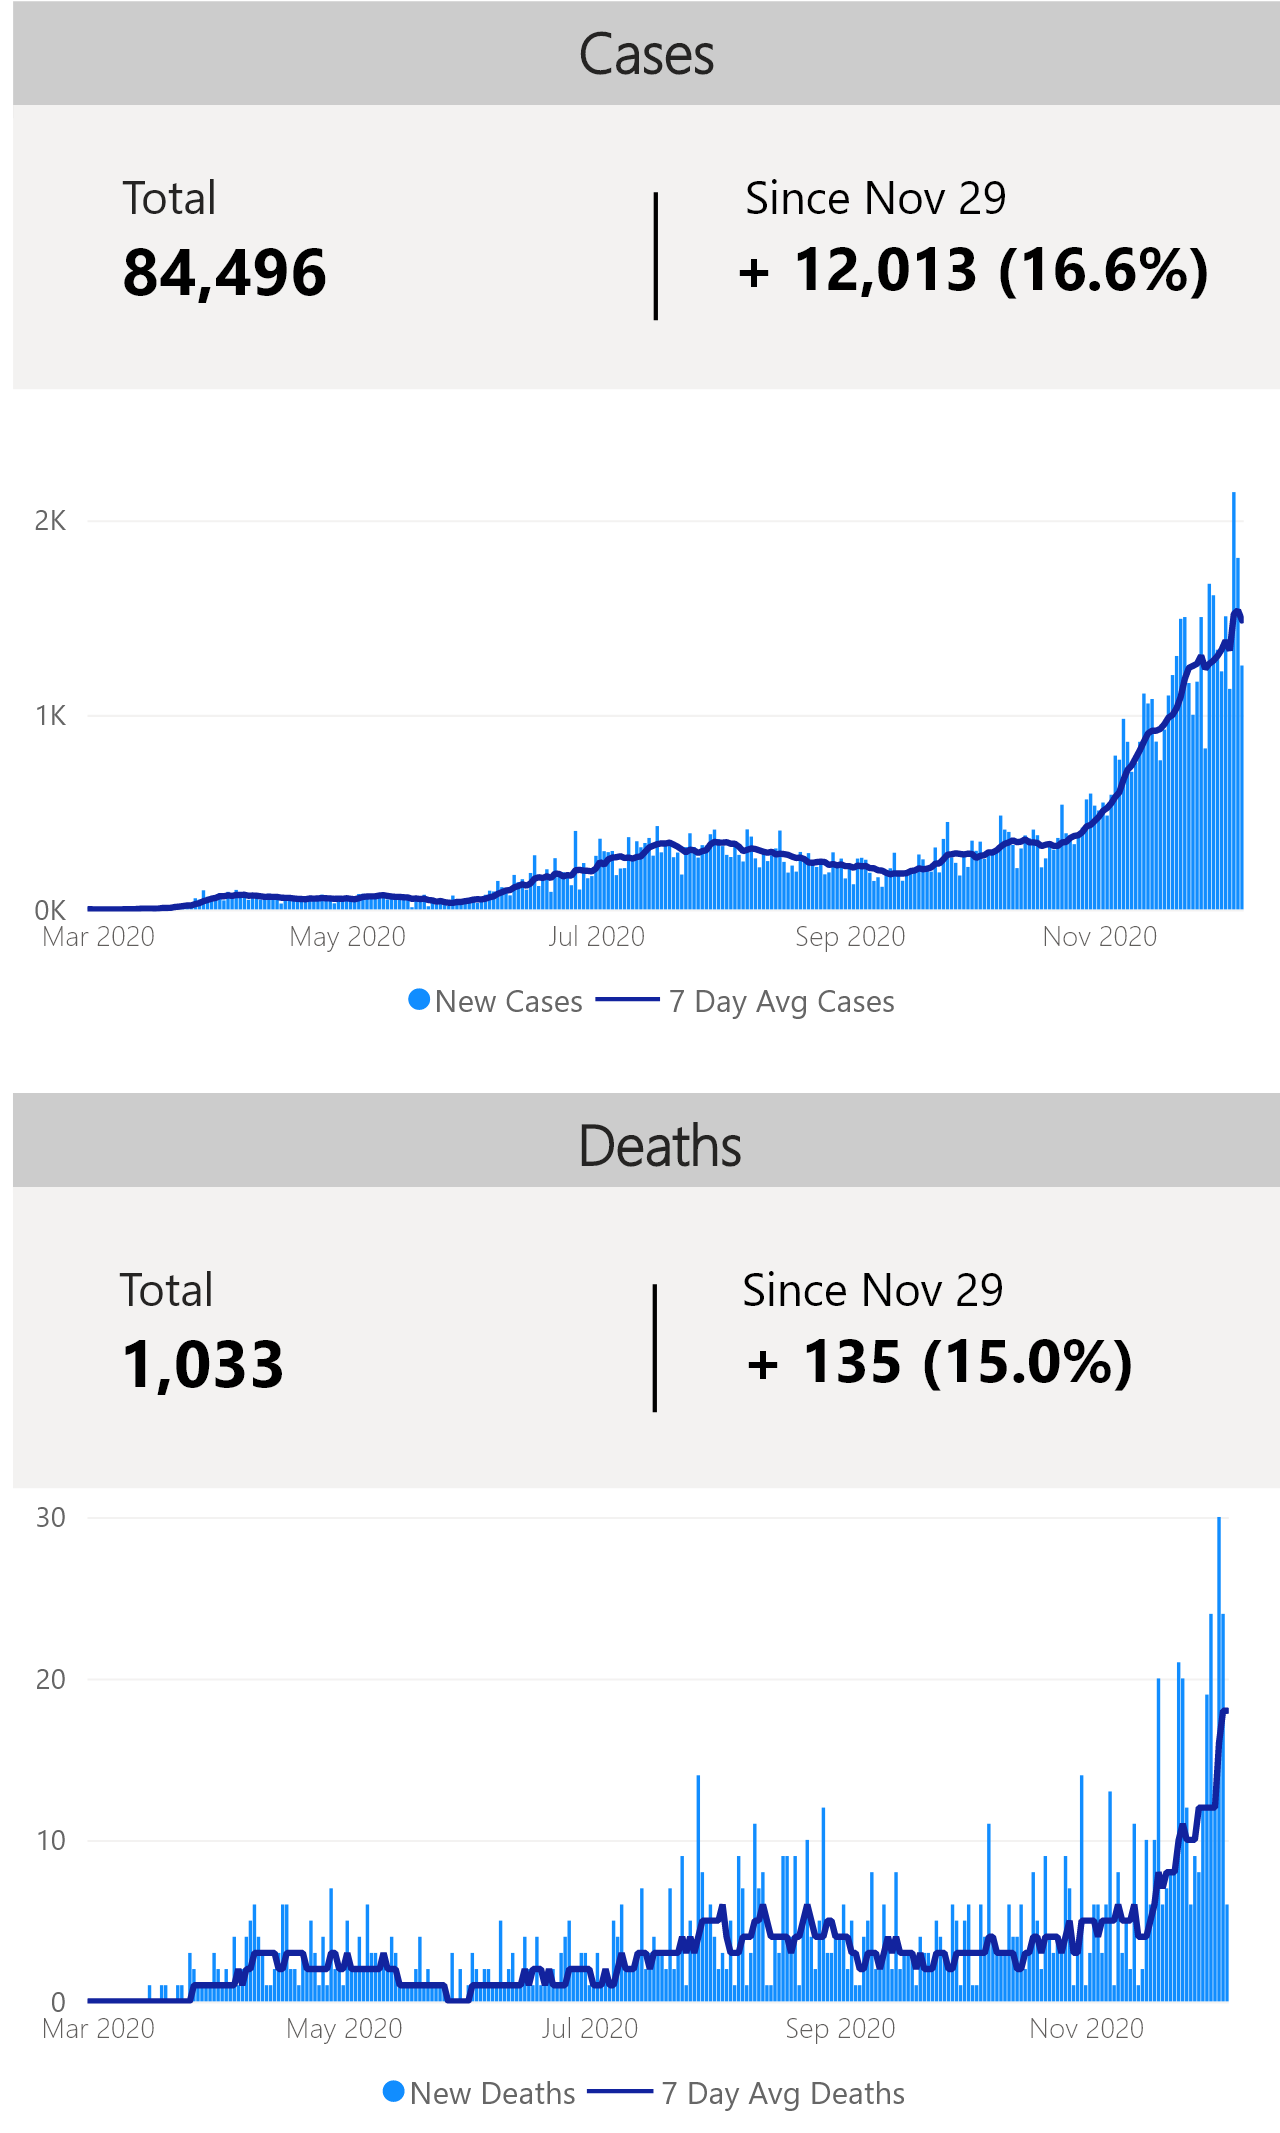 Cases
Total
Since Nov 29
84,496
+ 12,013 (16.6%)
2K
1K
0K
Mar 2020 May 2020 Jul 2020 Sep 2020 Nov 2020
New Cases 7 Day Avg Cases
Deaths
Total
Since Nov 29
1,033
+ 135 (15.0%)
30
20
10
0
Mar 2020 May 2020 Jul 2020 Sep 2020 Nov 2020
New Deaths 7 Day Avg Deaths